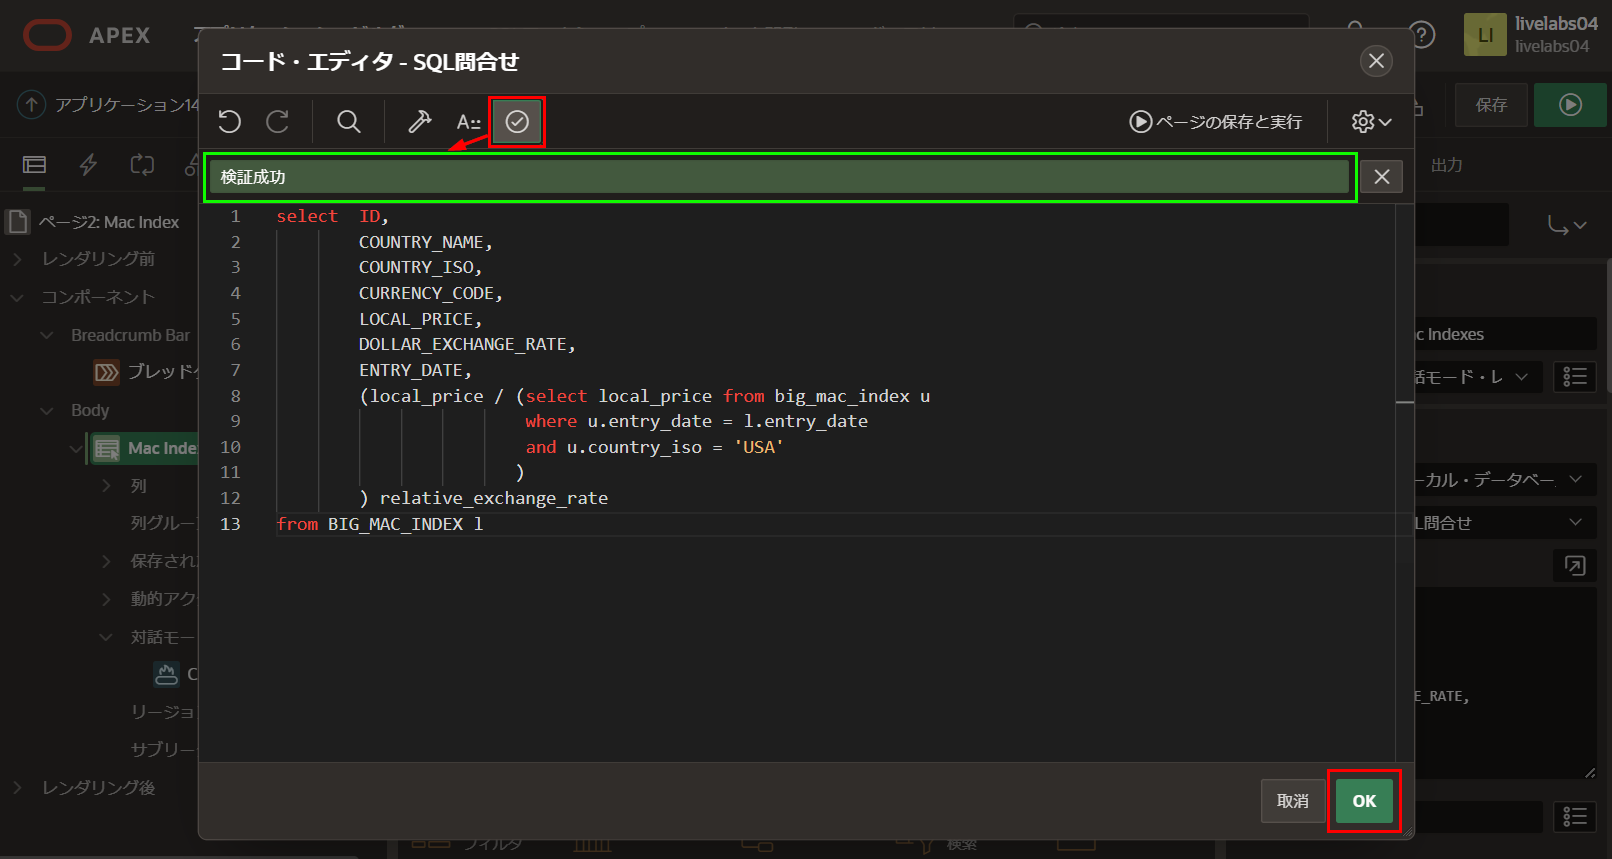 APEX
livelabs04
LI
livelabs04
コード・エディタ - SQL問合せ
アプリケーション14
保存
A::
ページの保存と実行
検証成功
出力
ページ2: Mac Index
レンダリング前
コンポーネント
Breadcrumb Bar
ブレッド
Body
Mac Inde
列
列グルー
保存され
動的アク
対話モー
C
リージョ
サブリー
レンダリング後
1 select ID,
2 COUNTRY_NAME,
3 COUNTRY_ISO,
4 CURRENCY_CODE,
5 LOCAL_PRICE,
6 DOLLAR_EXCHANGE_RATE,
7 ENTRY_DATE,
8 (local_price / (select local_price from big_mac_index u
9 where u.entry_date = l.entry_date
10 and u.country_iso = 'USA'
11 )
12 ) relative_exchange_rate
13 from BIG_MAC_INDEX l
c Indexes
話モード・レ
ーカル・データベー
L問合せ
E_RATE,
取消
OK
フィルタ
検索